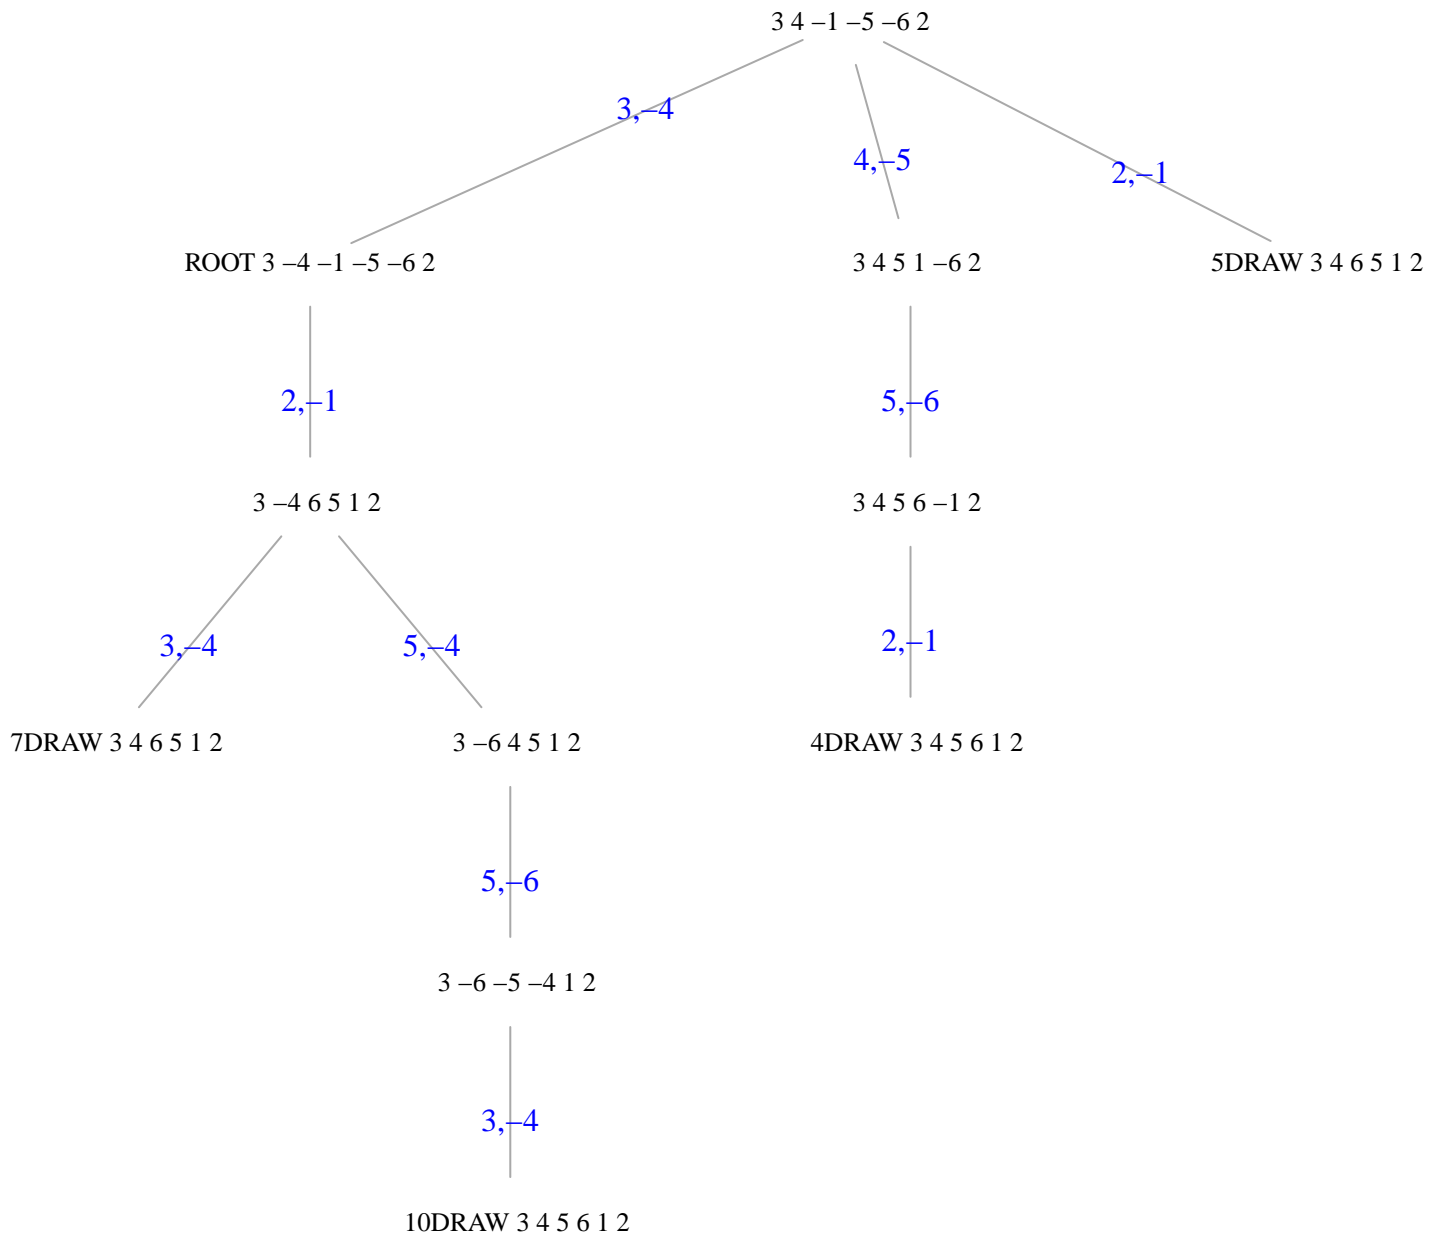 3 4 –1 –5 –6 2
3,–4
4,–5
2,–1
ROOT 3 –4 –1 –5 –6 2
3 4 5 1 –6 2
5DRAW 3 4 6 5 1 2
2,–1
5,–6
3 –4 6 5 1 2
3 4 5 6 –1 2
3,–4
5,–4
2,–1
7DRAW 3 4 6 5 1 2
3 –6 4 5 1 2
4DRAW 3 4 5 6 1 2
5,–6
3 –6 –5 –4 1 2
3,–4
10DRAW 3 4 5 6 1 2